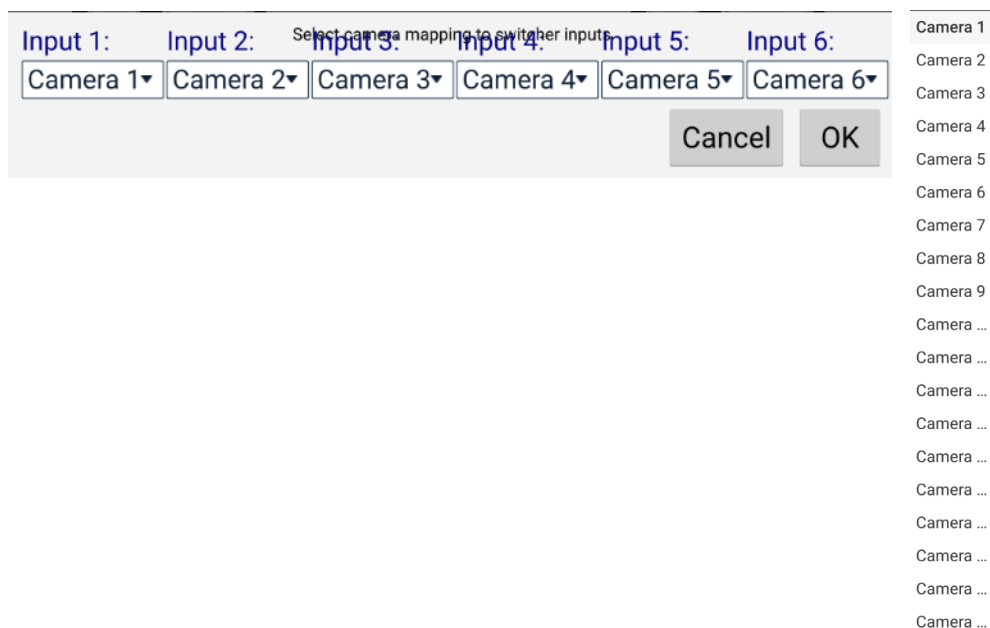 Select camera mapping to switcher inputs
Input 1: Input 2: Input 3: Input 4: Input 5: Input 6:
Camera 1 Camera 2 Camera 3 Camera 4 Camera 5 Camera 6
Cancel OK
Camera 1
Camera 2
Camera 3
Camera 4
Camera 5
Camera 6
Camera 7
Camera 8
Camera 9
Camera ...
Camera ...
Camera ...
Camera ...
Camera ...
Camera ...
Camera ...
Camera ...
Camera ...
Camera ...